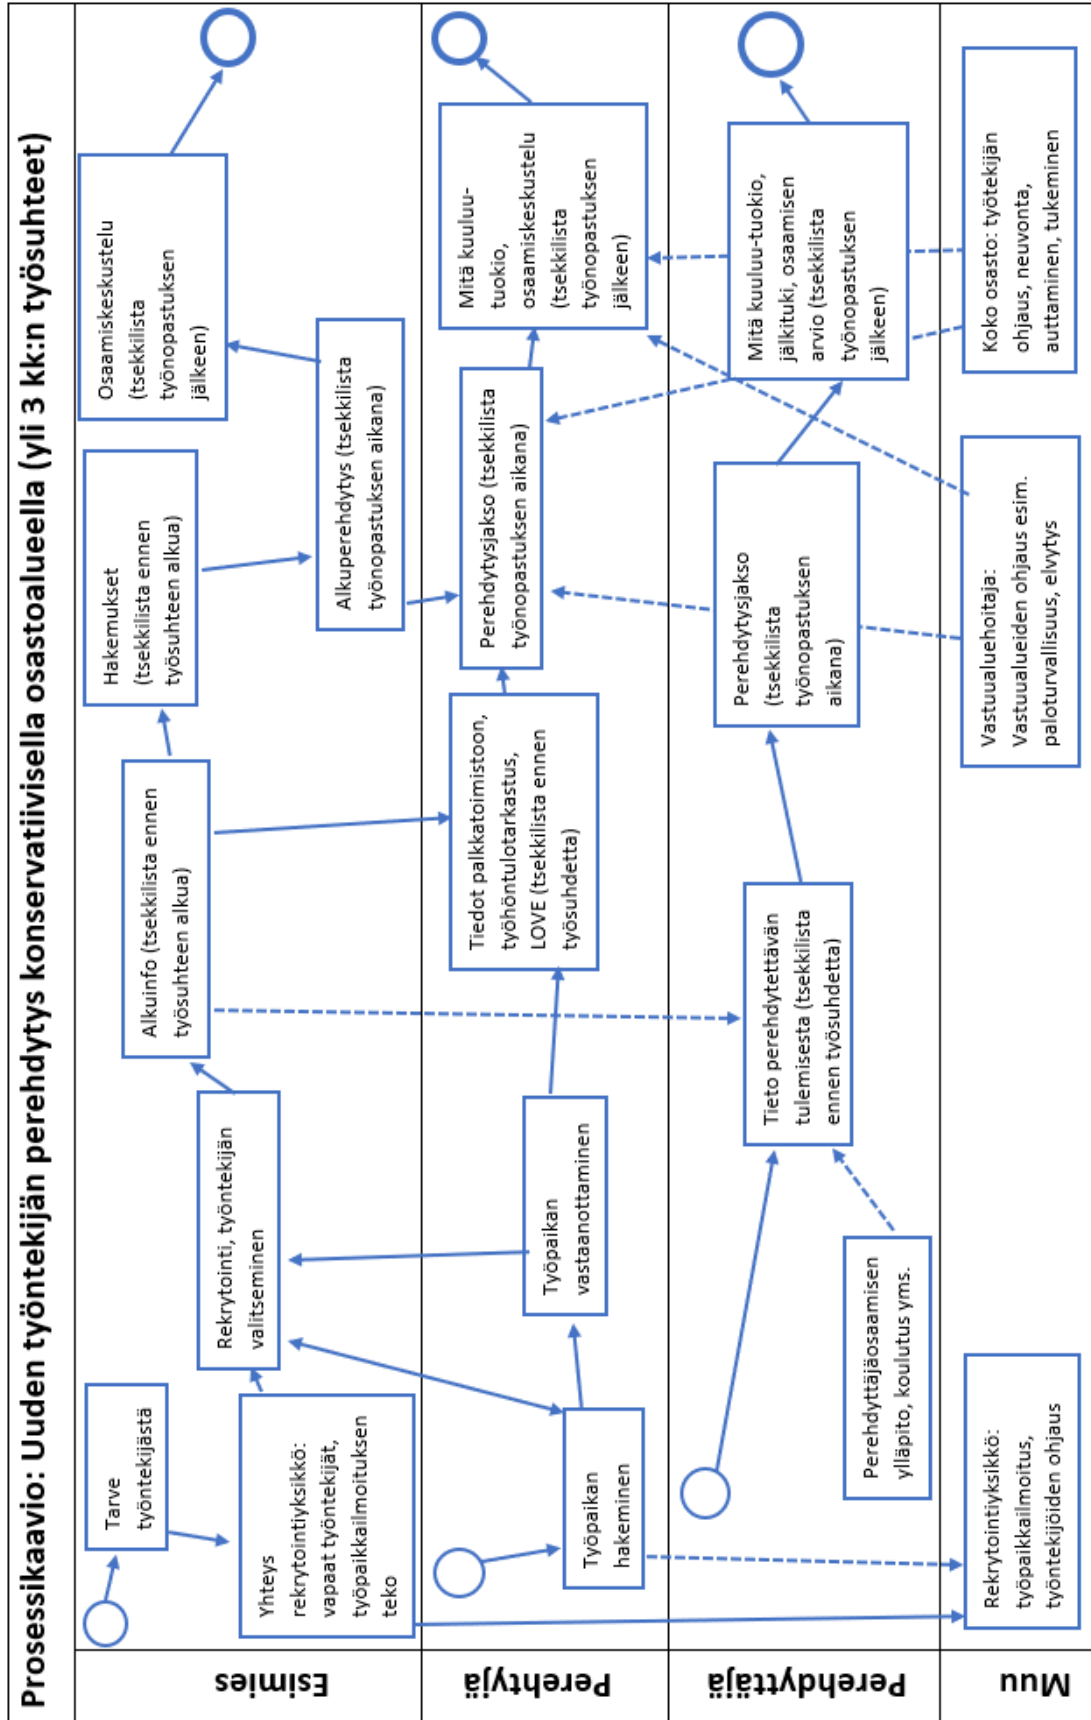 Prosessikaavio: Uuden työntekijän perehdytys konservatiivisella osastoalueella (yli 3 kk:n työsuhteet)
Esimies
Tarve
työntekijästä
Yhteys
rekrytointiyksikkö:
vapaat työntekijät,
työpaikkailmoituksen
teko
Rekrytointi, työntekijän
valitseminen
Alkuinfo (tsekkilista ennen
työsuhteen alkua)
Hakemukset
(tsekkilista ennen
työsuhteen alkua)
Alkuperehdytys (tsekkilista
työnopastuksen aikana)
Osaamiskeskustelu
(tsekkilista
työnopastuksen
jälkeen)
Perehtyjä
Työpaikan
hakeminen
Työpaikan
vastaanottaminen
Tiedot palkkatoimistoon,
työhöntulotarkastus,
LOVE (tsekkilista ennen
työsuhdetta)
Perehdytysjakso (tsekkilista
työnopastuksen aikana)
Mitä kuuluu-
tuokio,
osaamiskeskustelu
(tsekkilista
työnopastuksen
jälkeen)
Perehdyttäjä
Perehdyttäjäosaamisen
ylläpito, koulutus yms.
Tieto perehdytettävän
tulemisesta (tsekkilista
ennen työsuhdetta)
Perehdytysjakso
(tsekkilista
työnopastuksen
aikana)
Mitä kuuluu-tuokio,
jälkituki, osaamisen
arvio (tsekkilista
työnopastuksen
jälkeen)
Muu
Rekrytointiyksikkö:
työpaikkailmoitus,
työntekijöiden ohjaus
Vastuualuehoitaja:
Vastuualueiden ohjaus esim.
paloturvallisuus, elvytys
Koko osasto: työtekijän
ohjaus, neuvonta,
auttaminen, tukeminen